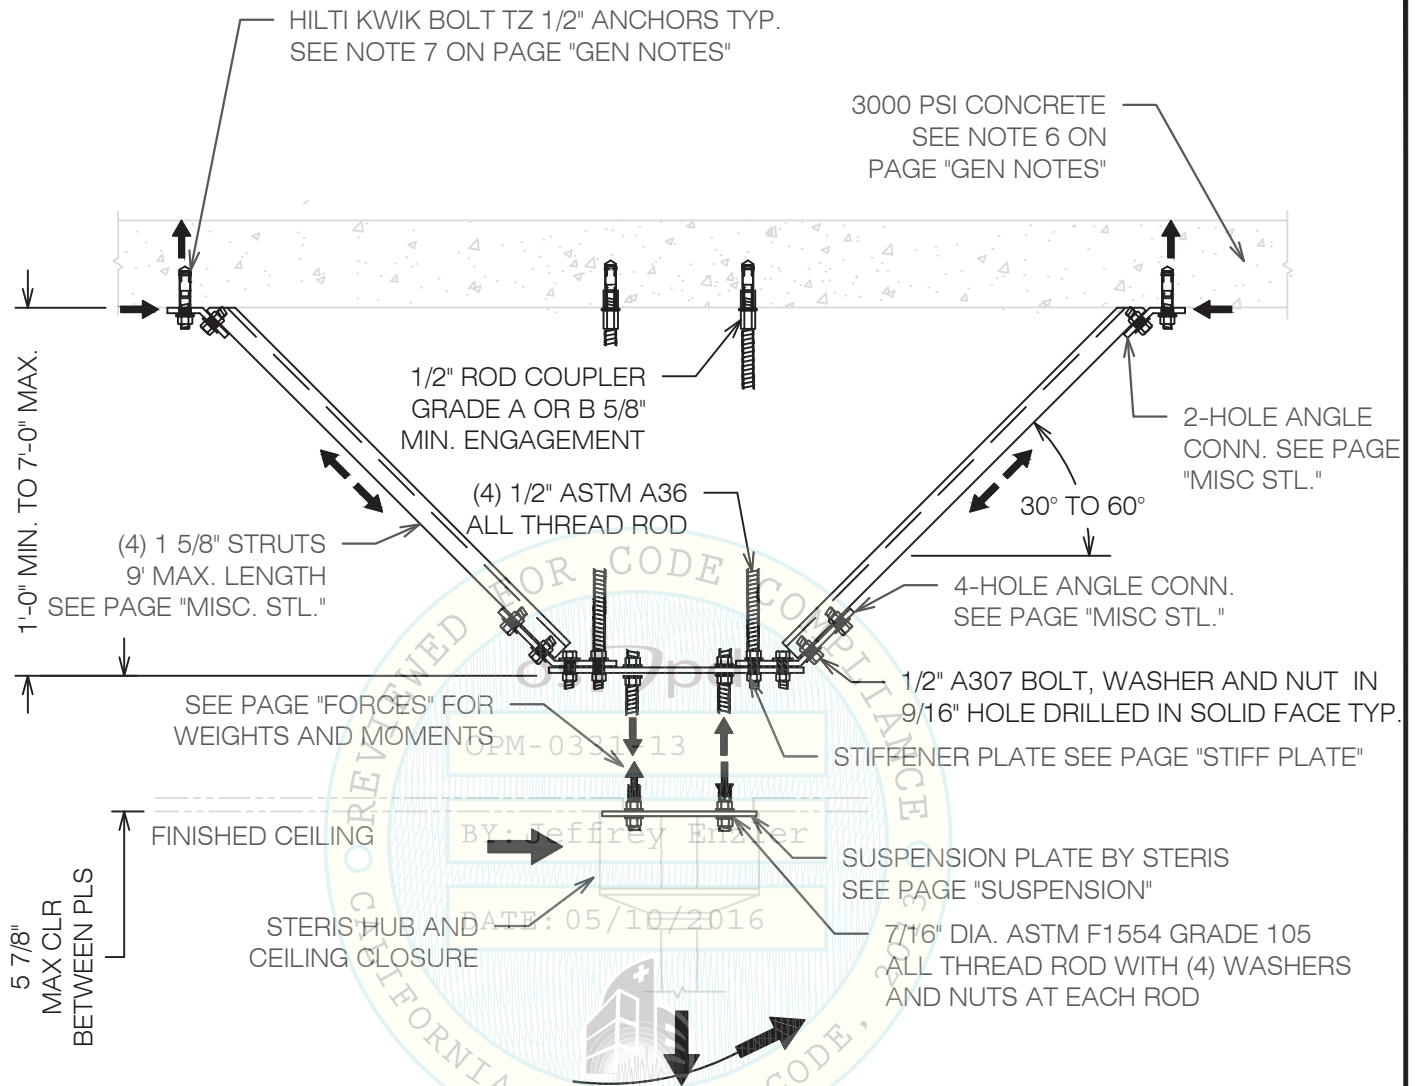 HILTI KWIK BOLT TZ 1/2" ANCHORS TYP.
SEE NOTE 7 ON PAGE "GEN NOTES"
3000 PSI CONCRETE
SEE NOTE 6 ON
PAGE "GEN NOTES"
1'-0" MIN. TO 7'-0" MAX.
1/2" ROD COUPLER
GRADE A OR B 5/8"
MIN. ENGAGEMENT
2-HOLE ANGLE
CONN. SEE PAGE
"MISC STL."
(4) 1/2" ASTM A36
ALL THREAD ROD
30° TO 60°
(4) 1 5/8" STRUTS
9' MAX. LENGTH
SEE PAGE "MISC. STL."
4-HOLE ANGLE CONN.
SEE PAGE "MISC STL."
1/2" A307 BOLT, WASHER AND NUT IN
9/16" HOLE DRILLED IN SOLID FACE TYP.
SEE PAGE "FORCES" FOR
WEIGHTS AND MOMENTS
STIFFENER PLATE SEE PAGE "STIFF PLATE"
FINISHED CEILING
SUSPENSION PLATE BY STERIS
SEE PAGE "SUSPENSION"
5 7/8"
MAX CLR
BETWEEN PLS
STERIS HUB AND
CEILING CLOSURE
7/16" DIA. ASTM F1554 GRADE 105
ALL THREAD ROD WITH (4) WASHERS
AND NUTS AT EACH ROD
REVIEWED FOR CODE COMPLIANCE
OPM-0331-13
BY: Jeffrey Enzler
DATE: 05/10/2016
CALIFORNIA
CODE,